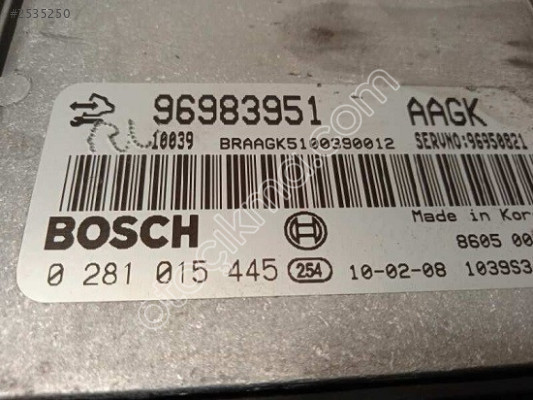 #1535250
96983951 AAGK
10039 BRAAGK5100390012 SERVNO:96950821
BOSCH
Made in Kor
8605 00
0 281 015 445 254 10-02-08 1039S3